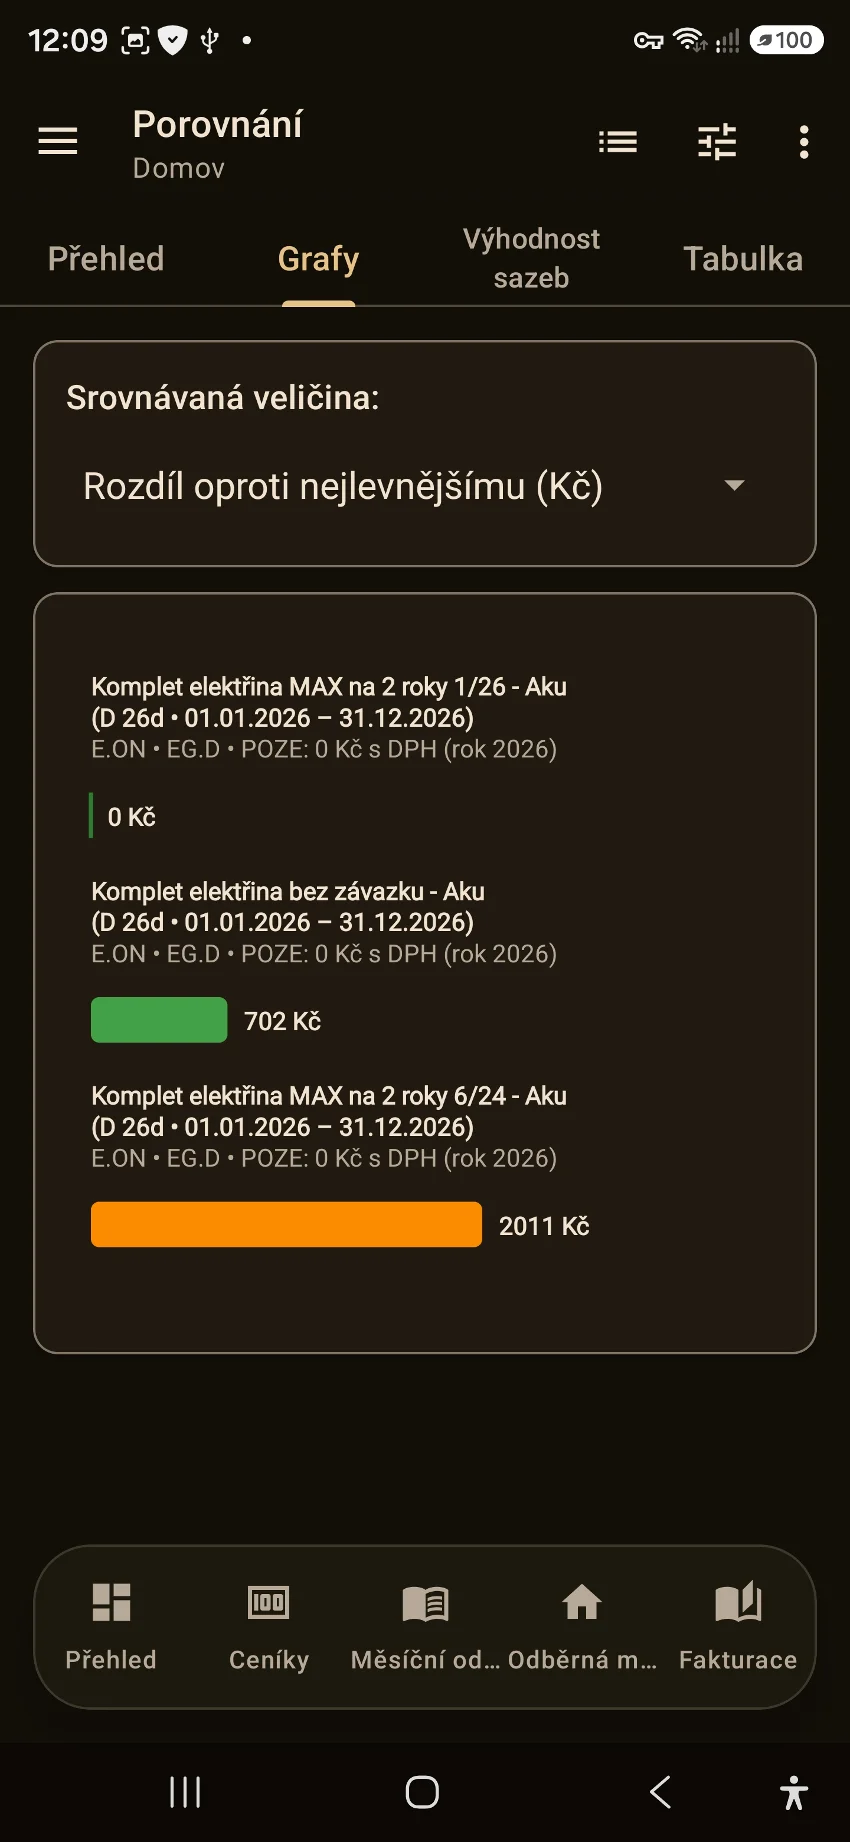 12:09
100
Porovnání
Domov
Přehled
Grafy
Výhodnost
sazeb
Tabulka
Srovnávaná veličina:
Rozdíl oproti nejlevnějšímu (Kč)
Komplet elektřina MAX na 2 roky 1/26 - Aku
(D 26d • 01.01.2026 – 31.12.2026)
E.ON • EG.D • POZE: 0 Kč s DPH (rok 2026)
0 Kč
Komplet elektřina bez závazku - Aku
(D 26d • 01.01.2026 – 31.12.2026)
E.ON • EG.D • POZE: 0 Kč s DPH (rok 2026)
702 Kč
Komplet elektřina MAX na 2 roky 6/24 - Aku
(D 26d • 01.01.2026 – 31.12.2026)
E.ON • EG.D • POZE: 0 Kč s DPH (rok 2026)
2011 Kč
Přehled
Ceníky
Měsíční od...
Odběrná m...
Fakturace